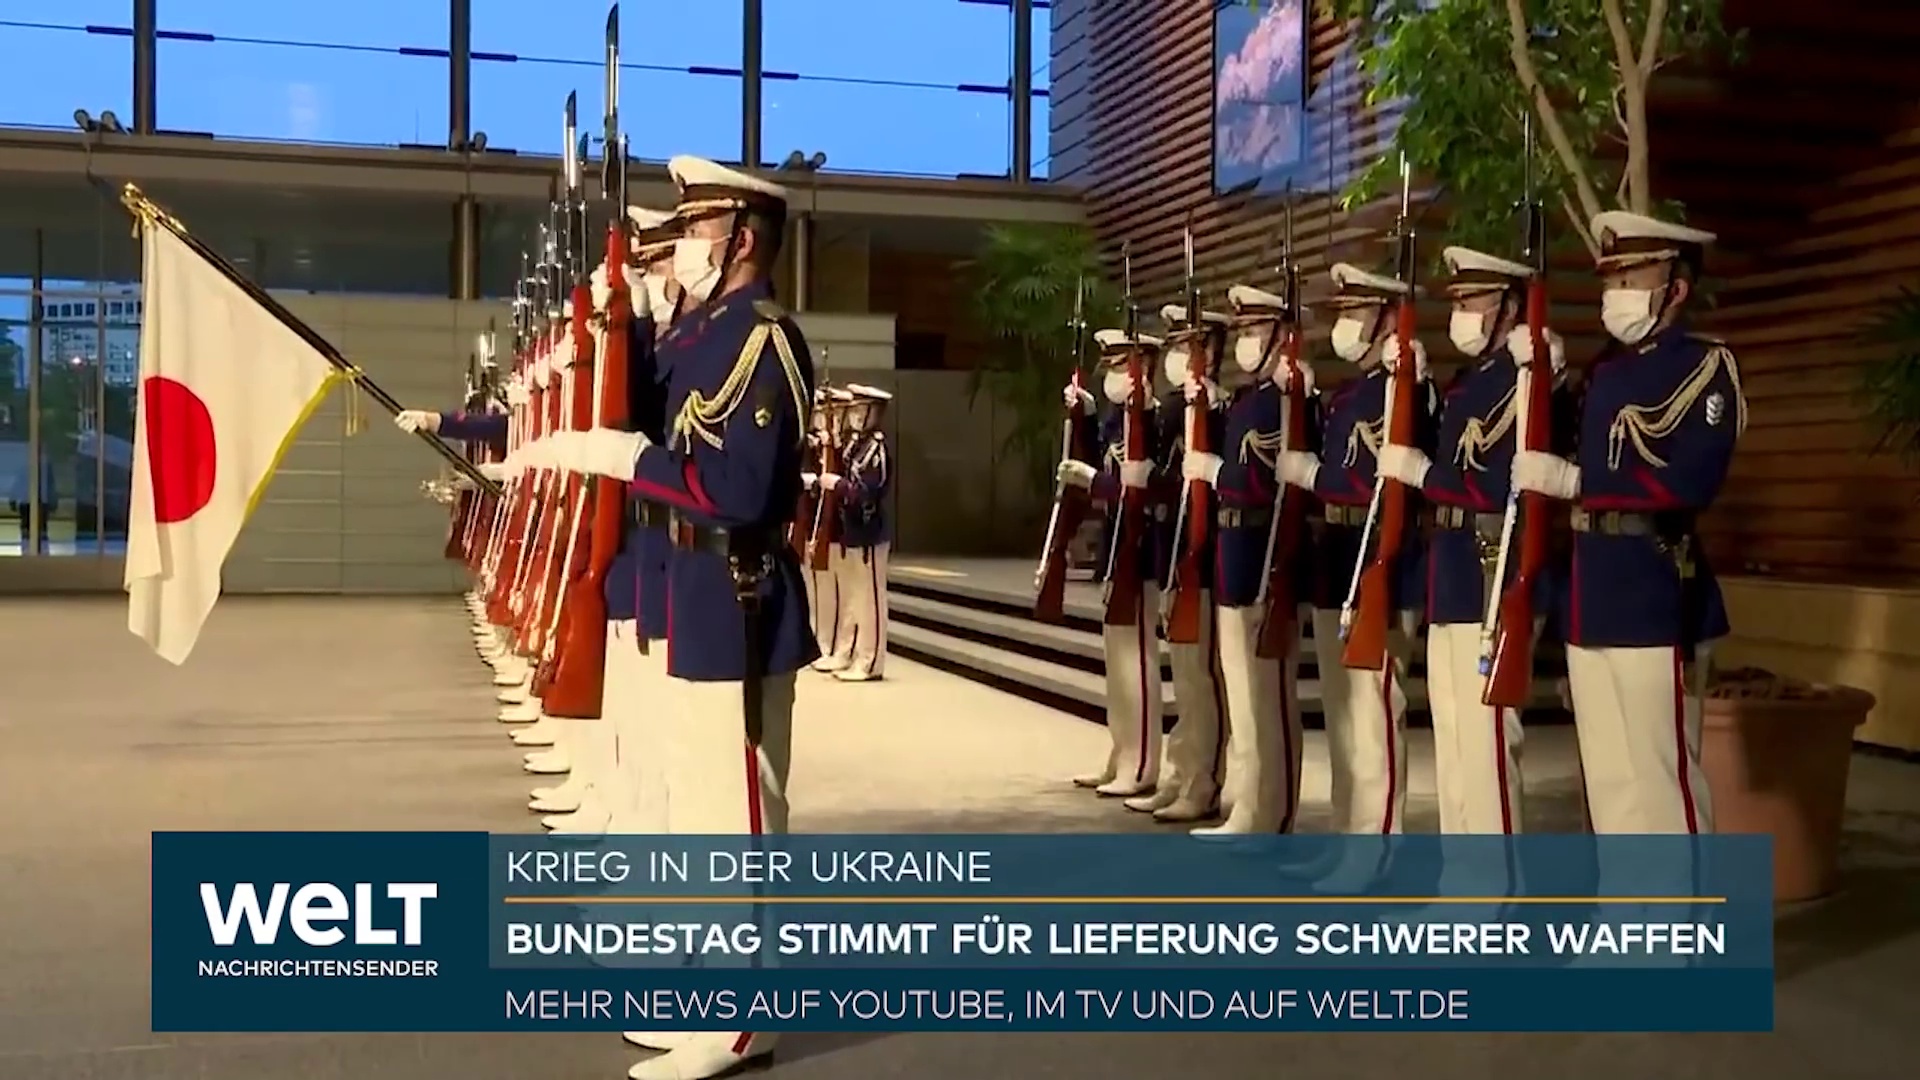 WELT
NACHRICHTENSENDER
KRIEG IN DER UKRAINE
BUNDESTAG STIMMT FÜR LIEFERUNG SCHWERER WAFFEN
MEHR NEWS AUF YOUTUBE, IM TV UND AUF WELT.DE